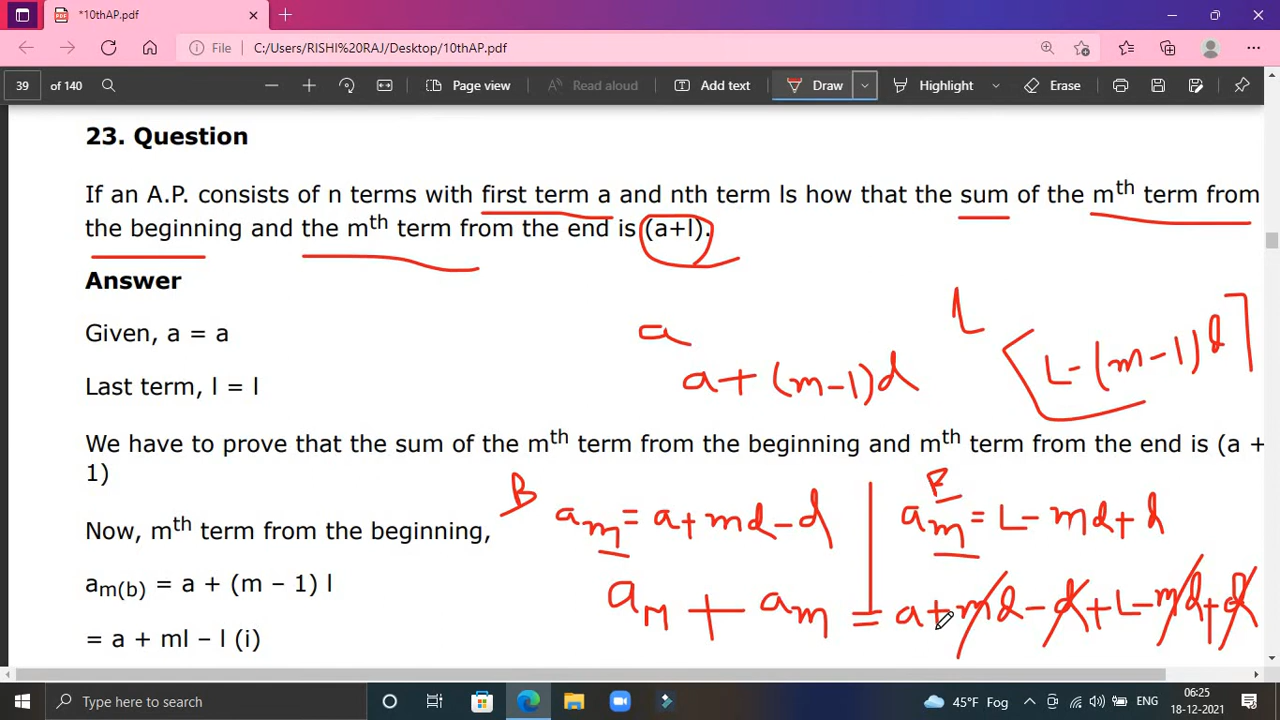 *10thAP.pdf
File C:/Users/RISHI%20RAJ/Desktop/10thAP.pdf
39 of 140 Page view Read aloud Add text Draw Highlight Erase
23. Question
If an A.P. consists of n terms with first term a and nth term ls how that the sum of the mth term from
the beginning and the mth term from the end is (a+l).
Answer
Given, a = a
a L
Last term, l = l
a+(m-1)d L-(m-1)d
We have to prove that the sum of the mth term from the beginning and mth term from the end is (a +
1)
B
Now, mth term from the beginning,
am = a+md-d am = L-md+d
am(b) = a + (m – 1) l
aM + am = a+md-d+L-md+d
= a + ml – l (i)
Type here to search 45°F Fog 06:25
18-12-2021